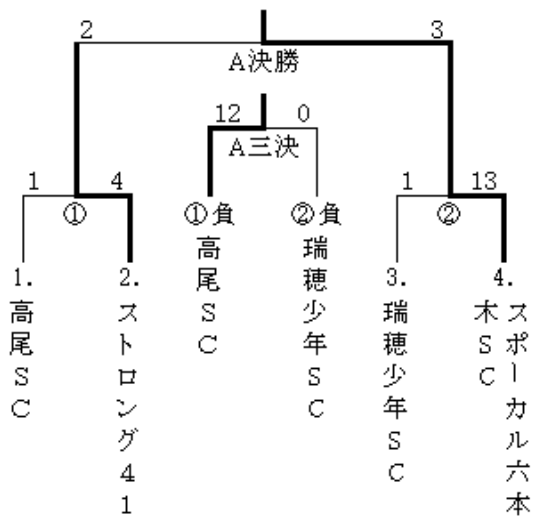 2 3
A決勝
12 0
A三決
1 4 1 13
① ①負 ②負 ②
高尾SC
瑞穂少年SC
1. 2. 3. 4.
高尾SC
ストロング41
瑞穂少年SC
スポーカル六本
木SC